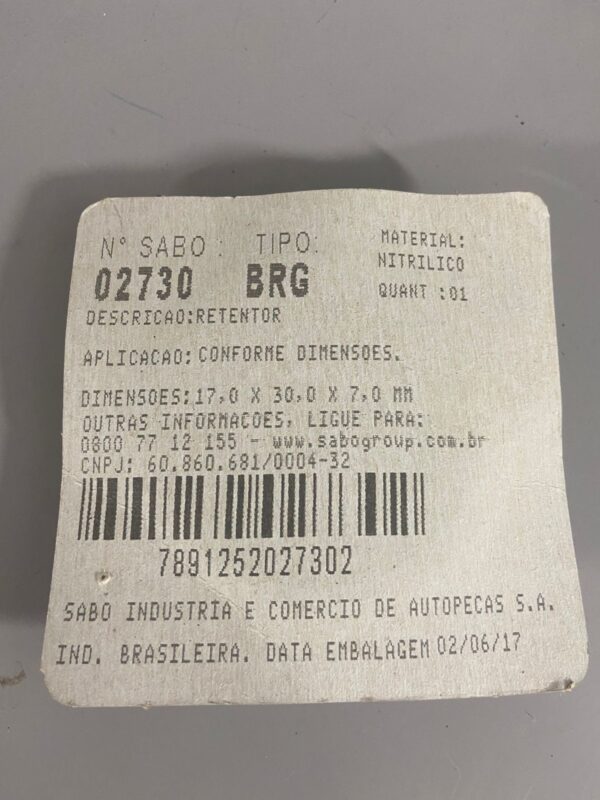 N° SABO : TIPO: MATERIAL:
02730 BRG NITRILICO
QUANT :01
DESCRICAO:RETENTOR
APLICACAO: CONFORME DIMENSOES.
DIMENSOES: 17,0 X 30,0 X 7,0 MM
OUTRAS INFORMACOES, LIGUE PARA:
0800 77 12 155 - www.sabogroup.com.br
CNPJ: 60.860.681/0004-32
7891252027302
SABO INDUSTRIA E COMERCIO DE AUTOPECAS S.A.
IND. BRASILEIRA. DATA EMBALAGEM 02/06/17